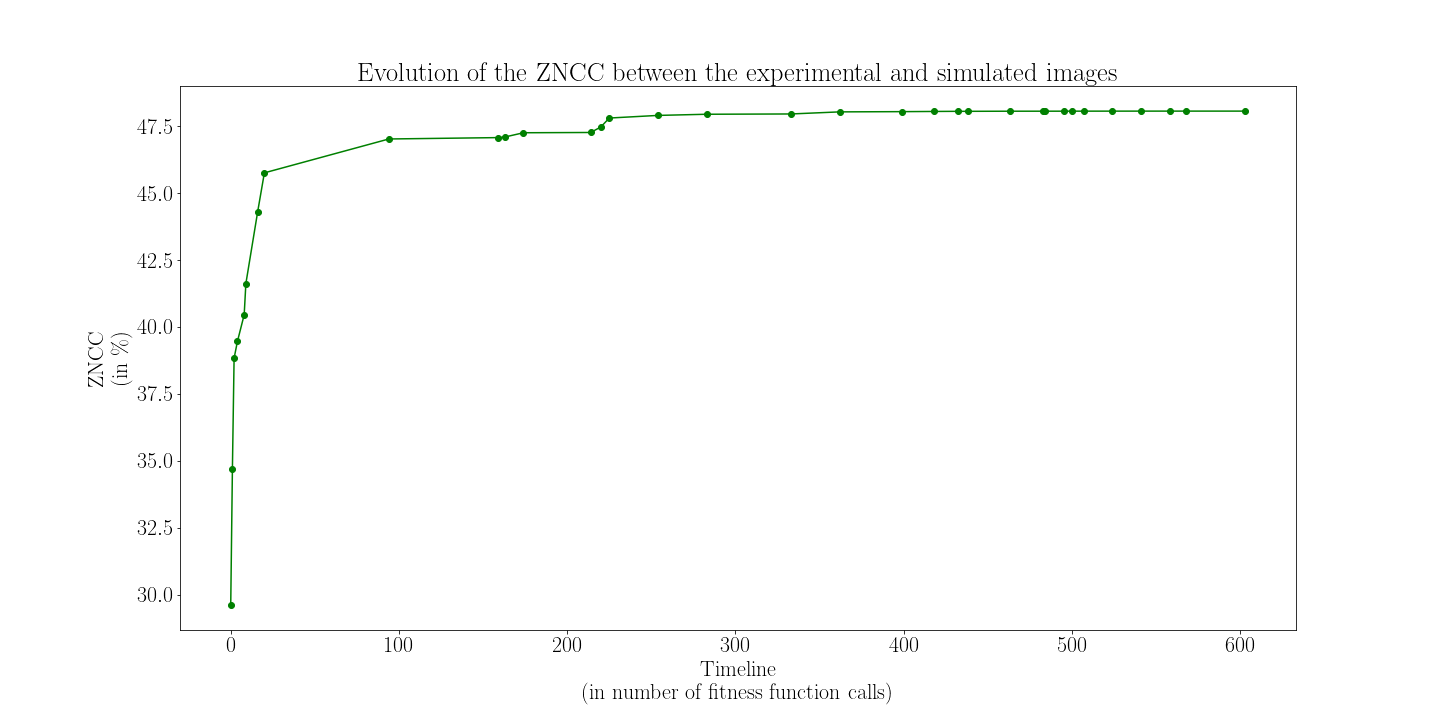 Evolution of the ZNCC between the experimental and simulated images
47.5
45.0
42.5
40.0
37.5
35.0
32.5
30.0
ZNCC
(in %)
0 100 200 300 400 500 600
Timeline
(in number of fitness function calls)